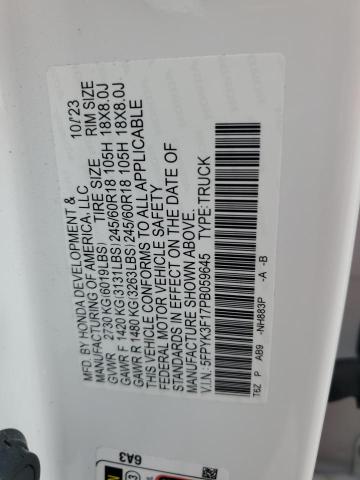 MFD. BY HONDA DEVELOPMENT & 10/'23
MANUFACTURING OF AMERICA, LLC
TIRE SIZE RIM SIZE
GVWR 2730 KG(6019LBS)
GAWR F 1420 KG(3131LBS)245/60R18 105H 18X8.0J
GAWR R 1480 KG(3263LBS)245/60R18 105H 18X8.0J
THIS VEHICLE CONFORMS TO ALL APPLICABLE
FEDERAL MOTOR VEHICLE SAFETY
STANDARDS IN EFFECT ON THE DATE OF
MANUFACTURE SHOWN ABOVE.
V.I.N.: 5FPYK3F17PB059645 TYPE: TRUCK
T6Z P AB9 -NH883P -A -B
6A3